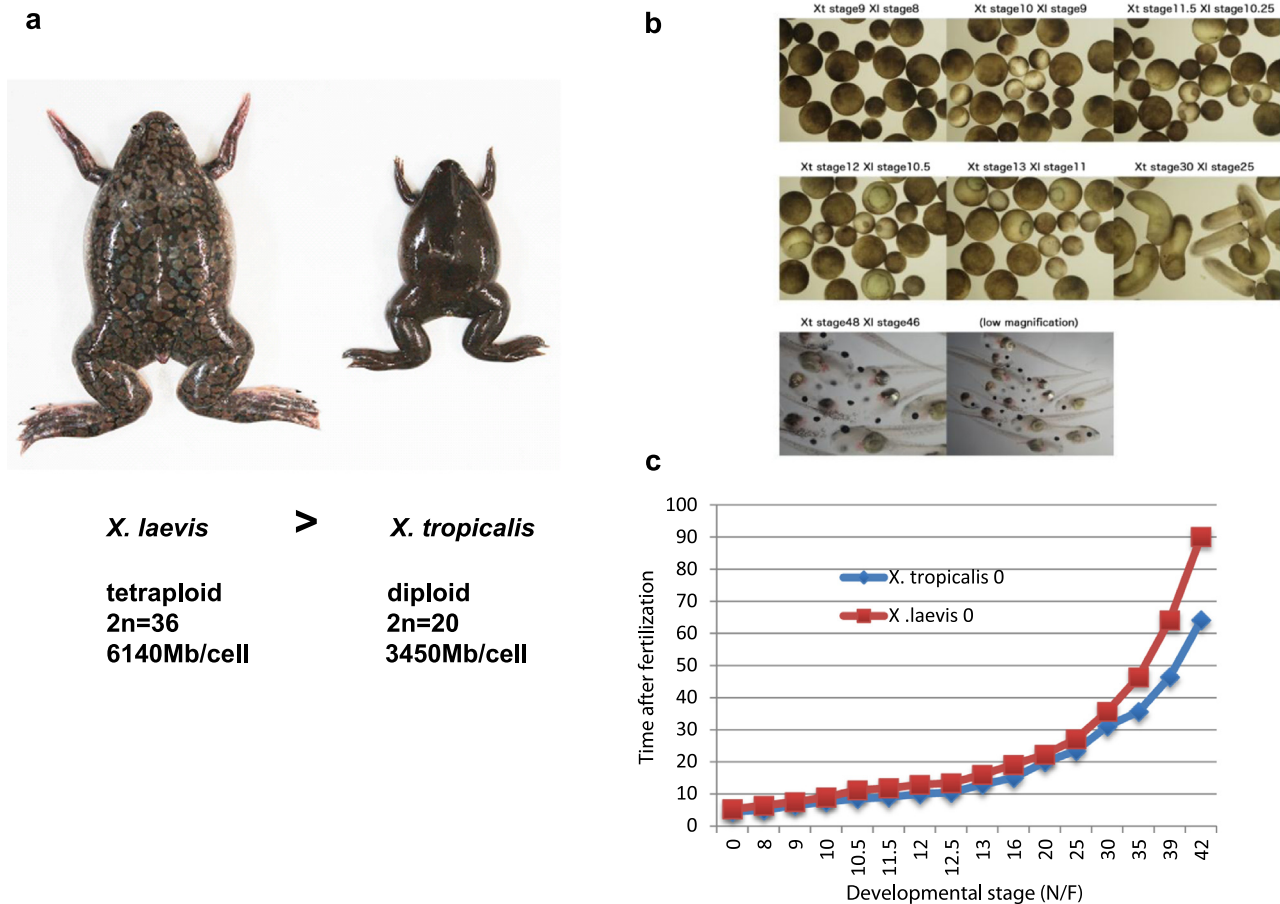 a
X. laevis > X. tropicalis
tetraploid diploid
2n=36 2n=20
6140Mb/cell 3450Mb/cell
b
Xt stage9 Xl stage8 Xt stage10 Xl stage9 Xt stage11.5 Xl stage10.25
Xt stage12 Xl stage10.5 Xt stage13 Xl stage11 Xt stage30 Xl stage25
Xt stage48 Xl stage46 (low magnification)
c
100
90
80
70
60
50
40
30
20
10
0
Time after fertilization
X. tropicalis 0
X .laevis 0
0 8 9 10 10.5 11.5 12 12.5 13 16 20 25 30 35 39 42
Developmental stage (N/F)